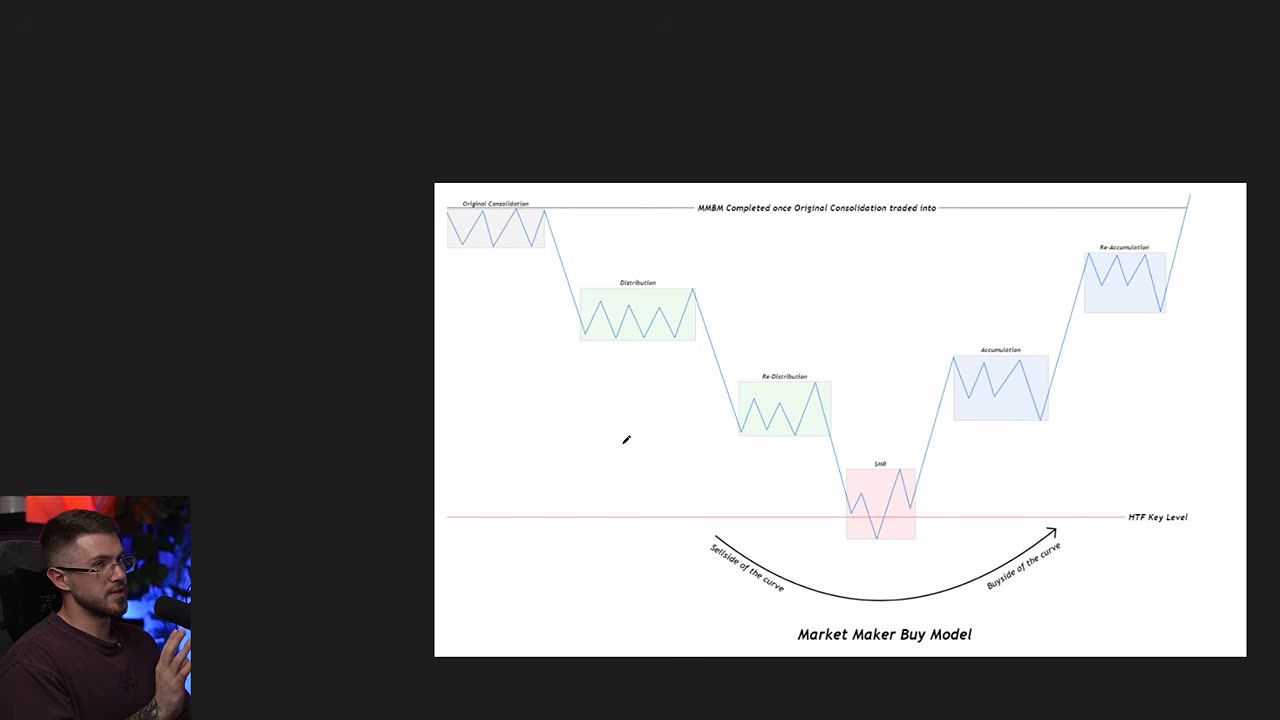 Original Consolidation
MMBM Completed once Original Consolidation traded into
Re-Accumulation
Distribution
Accumulation
Re-Distribution
SMR
HTF Key Level
Sellside of the curve
Buyside of the curve
Market Maker Buy Model